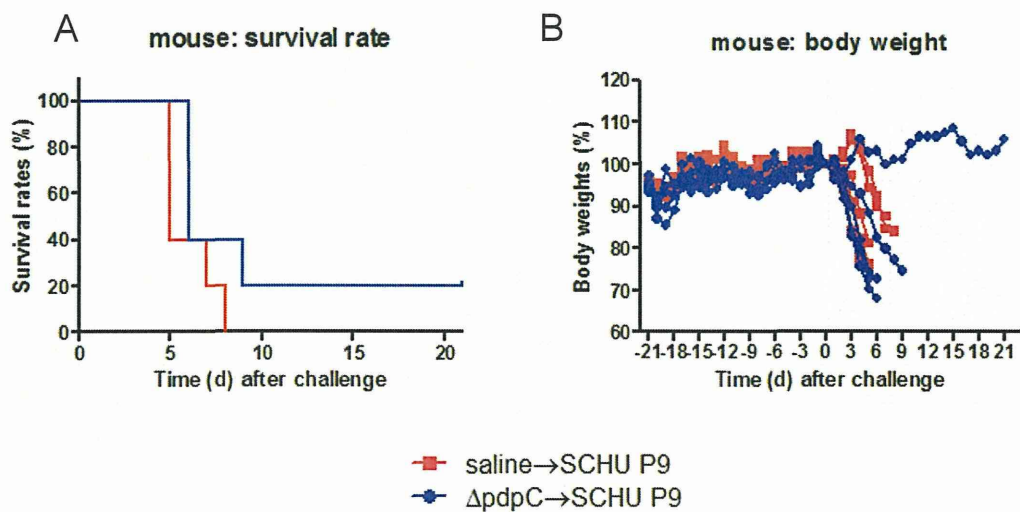 A
mouse: survival rate
Survival rates (%)
100
80
60
40
20
0
0
5
10
15
20
Time (d) after challenge
B
mouse: body weight
Body weights (%)
120
110
100
90
80
70
60
-21-18-15-12-9 -6 -3 0 3 6 9 12 15 18 21
Time (d) after challenge
saline→SCHU P9
ΔpdpC→SCHU P9